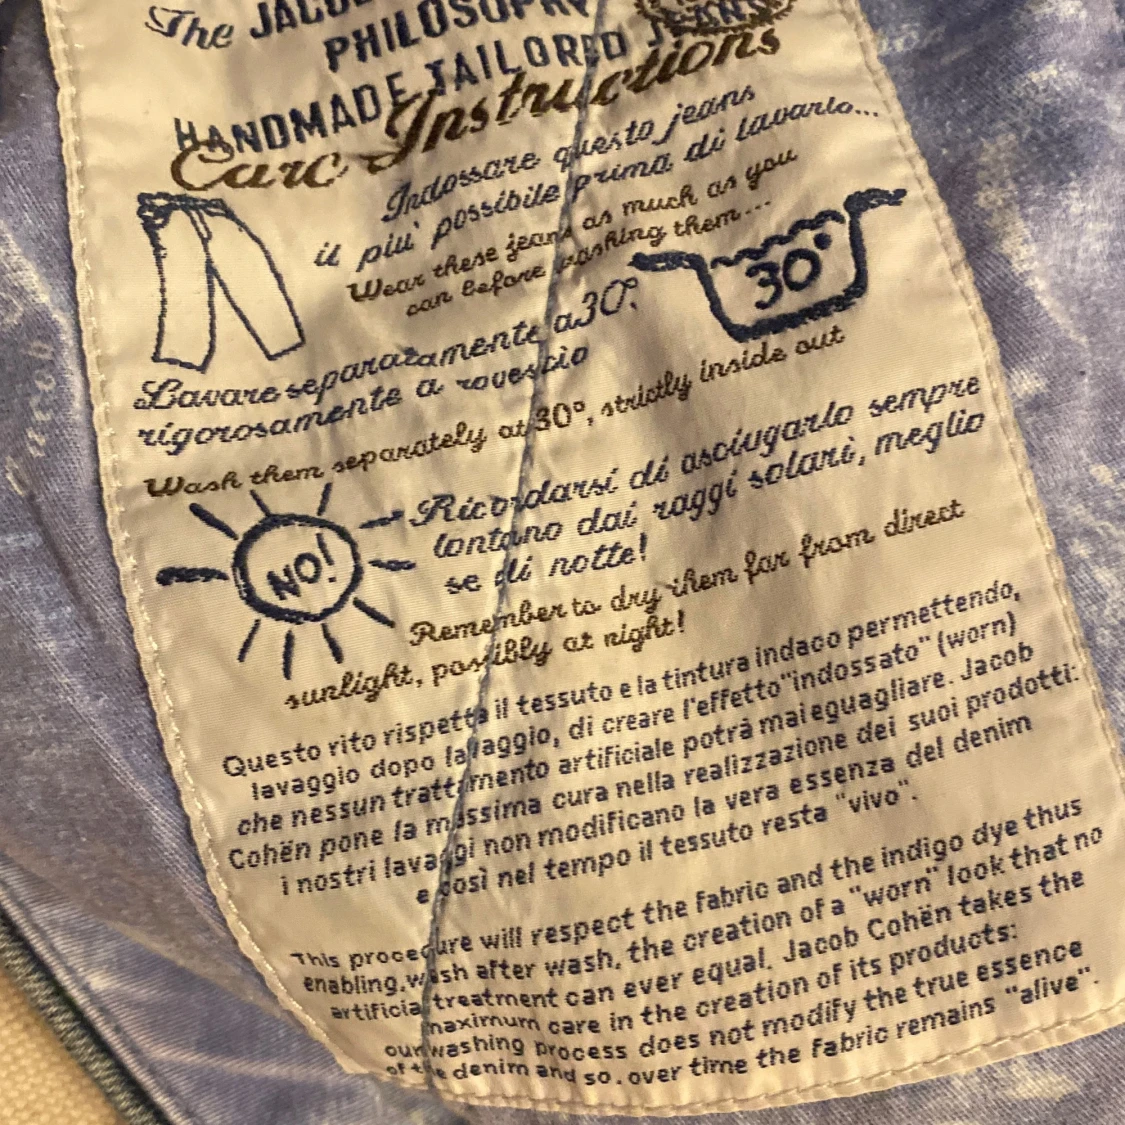 The
PHILOSOPHY
HANDMADE TAILORED JEANS
Care Instructions
Indossare questo jeans
il piu' possibile prima di lavarlo...
Wear these jeans as much as you
can before washing them...
30°
Lavare separatamente a 30°.
rigorosamente a rovescio
Wash them separately at 30°, strictly inside out
NO!
Ricordarsi di asciugarlo sempre
lontano dai raggi solari, meglio
se di notte!
Remember to dry them far from direct
sunlight, possibly at night!
Questo rito rispetta il tessuto e la tintura indaco permettendo,
lavaggio dopo lavaggio, di creare l'effetto "indossato" (worn)
che nessun trattamento artificiale potrà mai eguagliare. Jacob
Cohën pone la massima cura nella realizzazione dei suoi prodotti:
i nostri lavaggi non modificano la vera essenza del denim
e così nel tempo il tessuto resta "vivo".
This procedure will respect the fabric and the indigo dye thus
enabling, wash after wash, the creation of a "worn" look that no
artificial treatment can ever equal. Jacob Cohën takes the
maximum care in the creation of its products:
our washing process does not modify the true essence
of the denim and so, over time the fabric remains "alive".